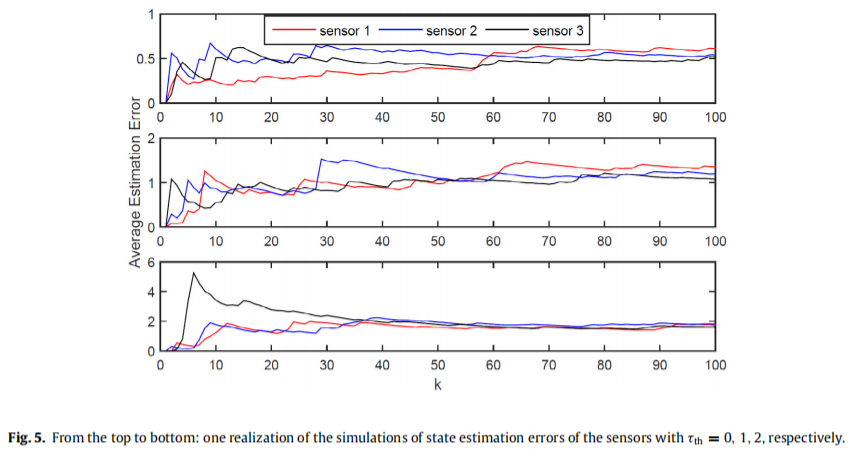 1
sensor 1 sensor 2 sensor 3
0.5
0
0 10 20 30 40 50 60 70 80 90 100
Average Estimation Error
2
1
0
0 10 20 30 40 50 60 70 80 90 100
6
4
2
0
0 10 20 30 40 50 60 70 80 90 100
k
Fig. 5. From the top to bottom: one realization of the simulations of state estimation errors of the sensors with τth = 0, 1, 2, respectively.